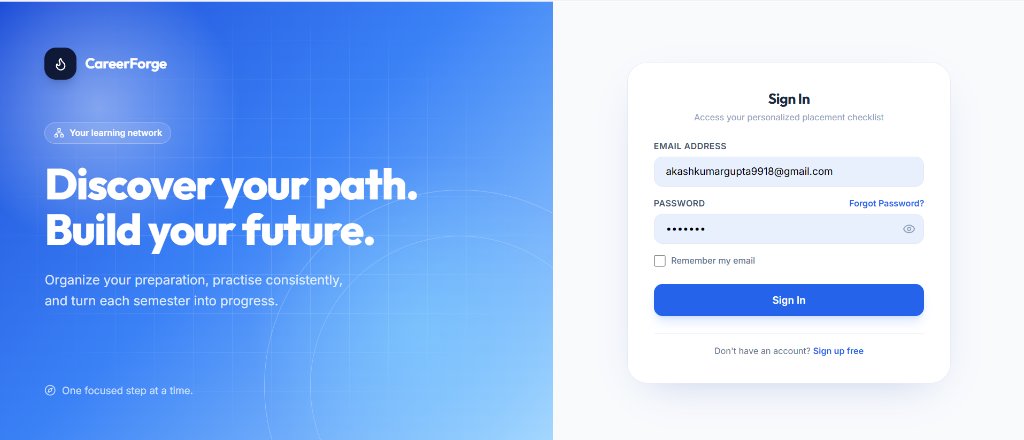 CareerForge
Your learning network
Discover your path.
Build your future.
Organize your preparation, practise consistently,
and turn each semester into progress.
One focused step at a time.
Sign In
Access your personalized placement checklist
EMAIL ADDRESS
akashkumargupta9918@gmail.com
PASSWORD Forgot Password?
•••••••
Remember my email
Sign In
Don't have an account? Sign up free